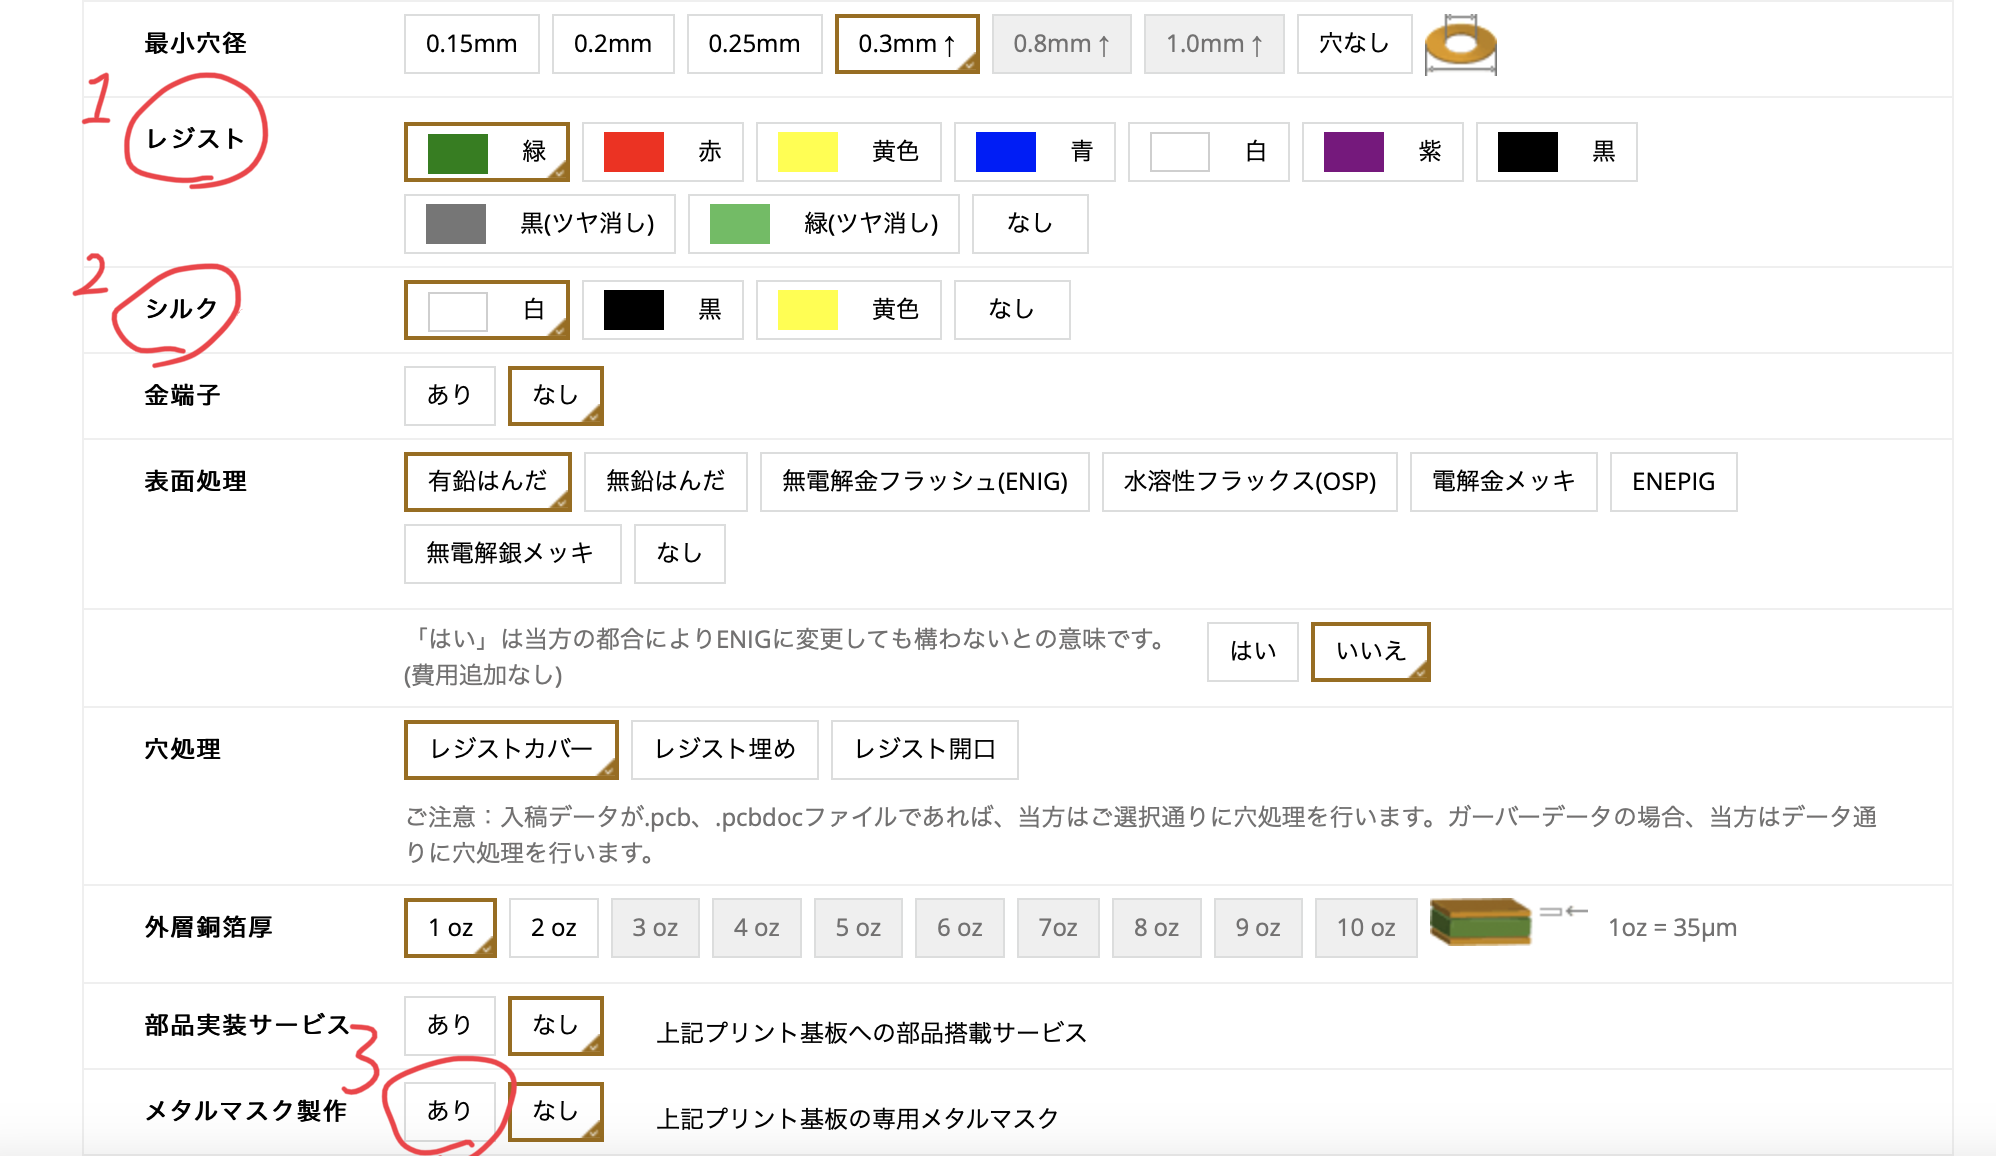 最小穴径 0.15mm 0.2mm 0.25mm 0.3mm↑ 0.8mm↑ 1.0mm↑ 穴なし
1
レジスト 緑 赤 黄色 青 白 紫 黒
黒(ツヤ消し) 緑(ツヤ消し) なし
2
シルク 白 黒 黄色 なし
金端子 あり なし
表面処理 有鉛はんだ 無鉛はんだ 無電解金フラッシュ(ENIG) 水溶性フラックス(OSP) 電解金メッキ ENEPIG
無電解銀メッキ なし
「はい」は当方の都合によりENIGに変更しても構わないとの意味です。 はい いいえ
(費用追加なし)
穴処理 レジストカバー レジスト埋め レジスト開口
ご注意：入稿データが.pcb、.pcbdocファイルであれば、当方はご選択通りに穴処理を行います。ガーバーデータの場合、当方はデータ通
りに穴処理を行います。
外層銅箔厚 1 oz 2 oz 3 oz 4 oz 5 oz 6 oz 7oz 8 oz 9 oz 10 oz 1oz = 35μm
部品実装サービス あり なし 上記プリント基板への部品搭載サービス
3
メタルマスク製作 あり なし 上記プリント基板の専用メタルマスク